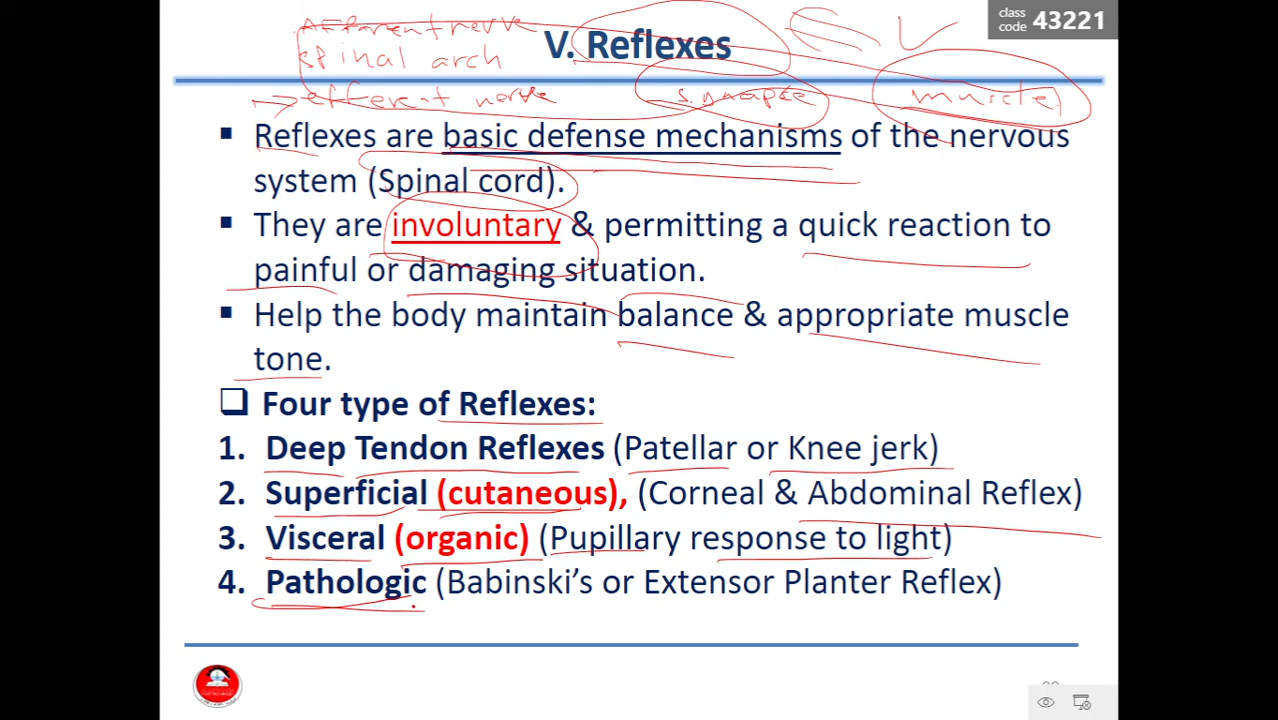 class
code 43221
Afferent nerve
spinal arch
efferent nerve
synapse
muscle
V. Reflexes
▪ Reflexes are basic defense mechanisms of the nervous
system (Spinal cord).
▪ They are involuntary & permitting a quick reaction to
painful or damaging situation.
▪ Help the body maintain balance & appropriate muscle
tone.
❑ Four type of Reflexes:
1. Deep Tendon Reflexes (Patellar or Knee jerk)
2. Superficial (cutaneous), (Corneal & Abdominal Reflex)
3. Visceral (organic) (Pupillary response to light)
4. Pathologic (Babinski’s or Extensor Planter Reflex)